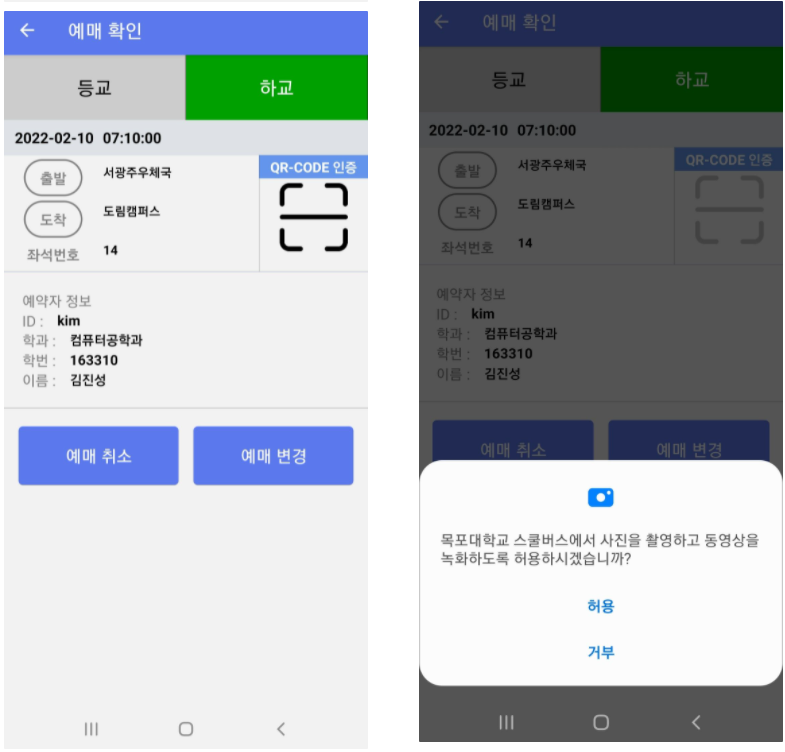 예매 확인
등교
하교
2022-02-10 07:10:00
출발
서광주우체국
QR-CODE 인증
도착
도림캠퍼스
좌석번호
14
예약자 정보
ID : kim
학과 : 컴퓨터공학과
학번 : 163310
이름 : 김진성
예매 취소
예매 변경
예매 확인
등교
하교
2022-02-10 07:10:00
출발
서광주우체국
QR-CODE 인증
도착
도림캠퍼스
좌석번호
14
예약자 정보
ID : kim
학과 : 컴퓨터공학과
학번 : 163310
이름 : 김진성
예매 취소
예매 변경
목포대학교 스쿨버스에서 사진을 촬영하고 동영상을
녹화하도록 허용하시겠습니까?
허용
거부